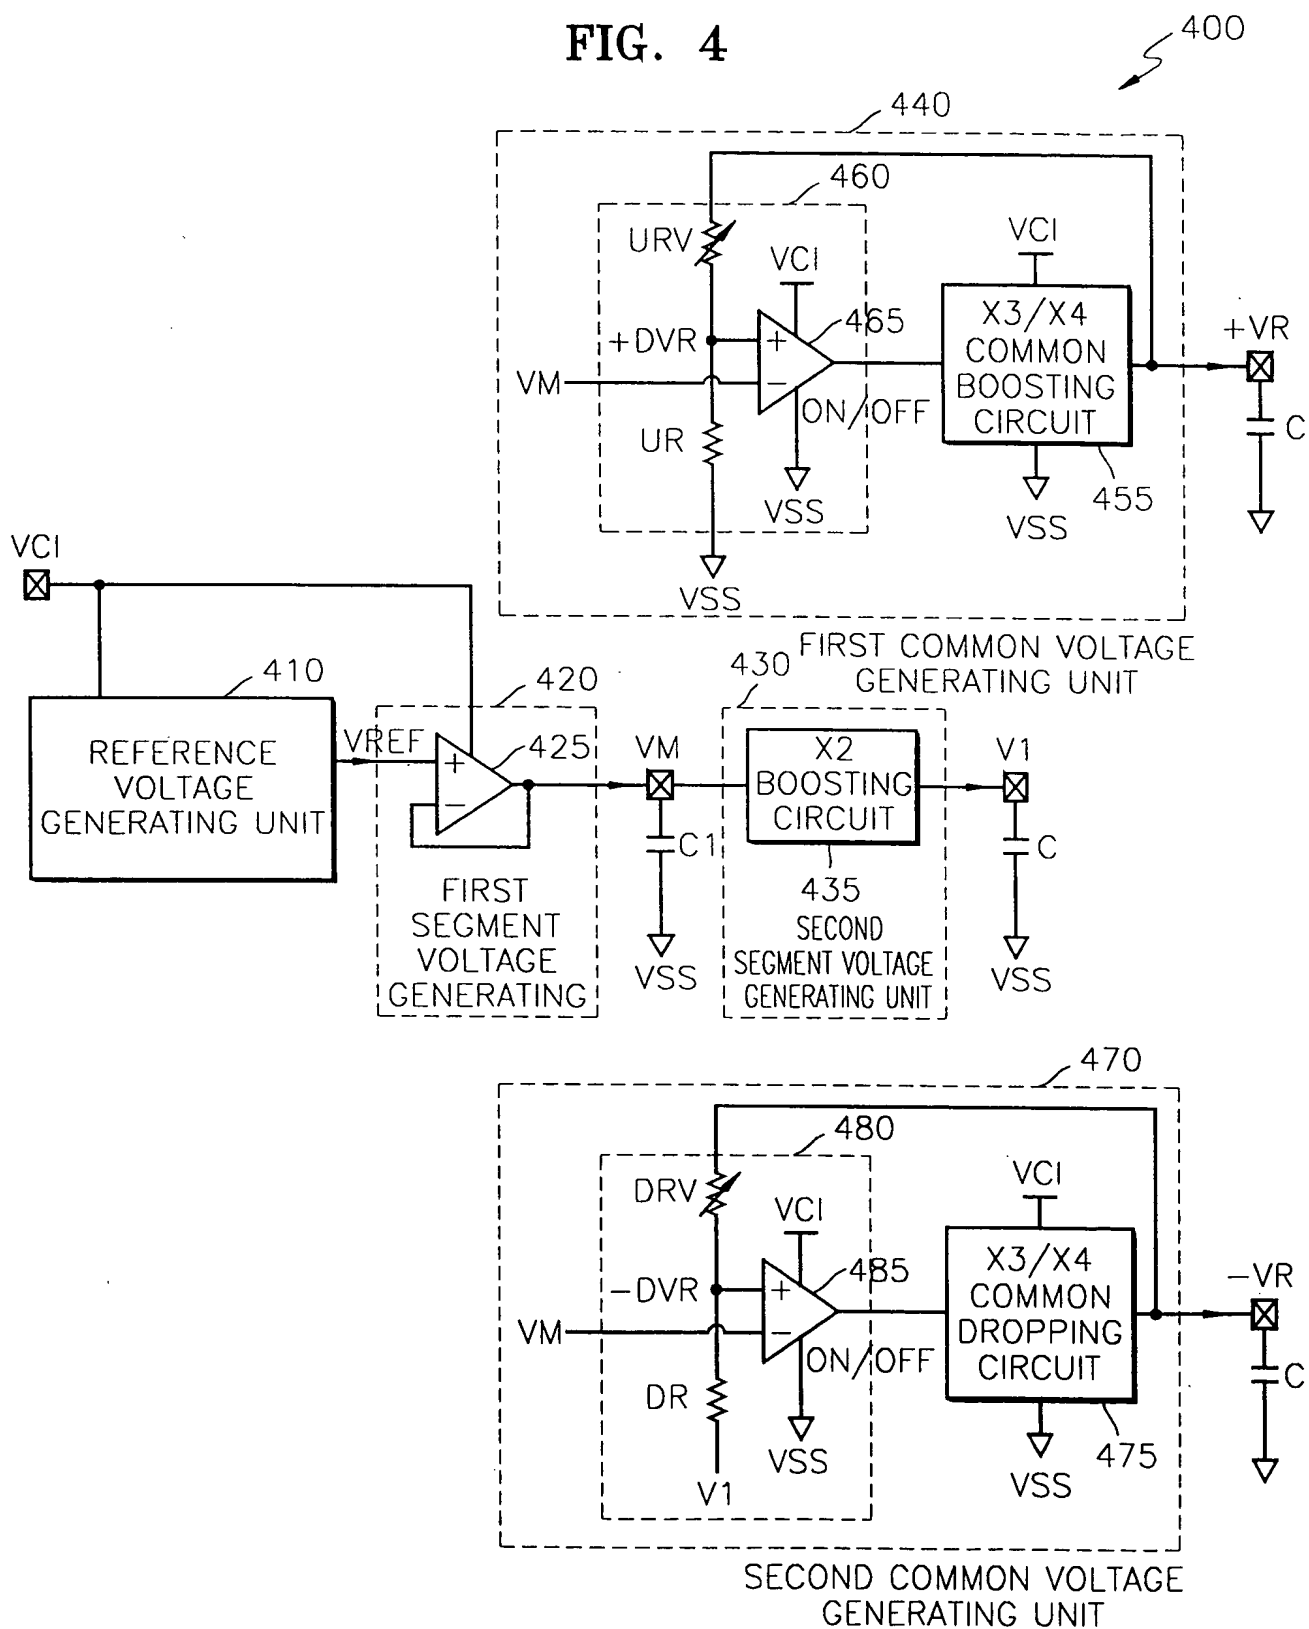 FIG. 4
400
440
460
URV
VCI
VCI
465
+DVR
+
VM
−
ON/OFF
UR
VSS
VSS
X3/X4
COMMON
BOOSTING
CIRCUIT
455
VSS
+VR
C
FIRST COMMON VOLTAGE
GENERATING UNIT
VCI
410
REFERENCE
VOLTAGE
GENERATING UNIT
VREF
420
425
+
−
FIRST
SEGMENT
VOLTAGE
GENERATING
VM
C1
VSS
430
X2
BOOSTING
CIRCUIT
435
SECOND
SEGMENT VOLTAGE
GENERATING UNIT
V1
C
VSS
470
480
DRV
VCI
VCI
485
−DVR
+
VM
−
ON/OFF
DR
VSS
V1
X3/X4
COMMON
DROPPING
CIRCUIT
475
VSS
−VR
C
SECOND COMMON VOLTAGE
GENERATING UNIT